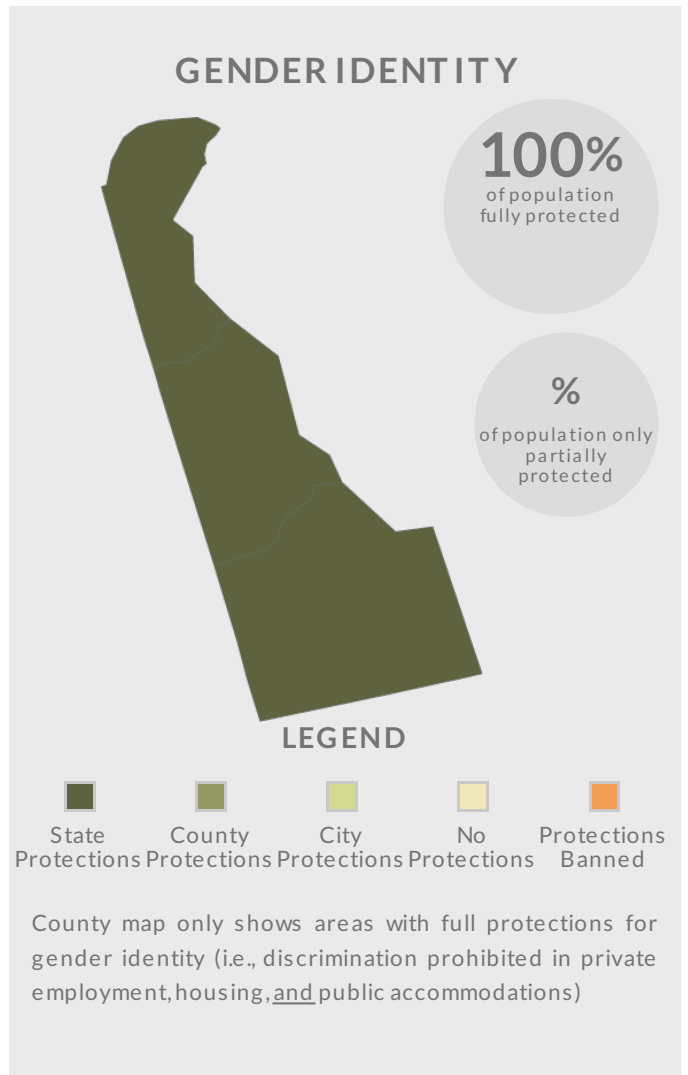 GENDER IDENTITY
100%
of population
fully protected
%
of population only
partially
protected
LEGEND
State
Protections
County
Protections
City
Protections
No
Protections
Protections
Banned
County map only shows areas with full protections for
gender identity (i.e., discrimination prohibited in private
employment, housing, and public accommodations)